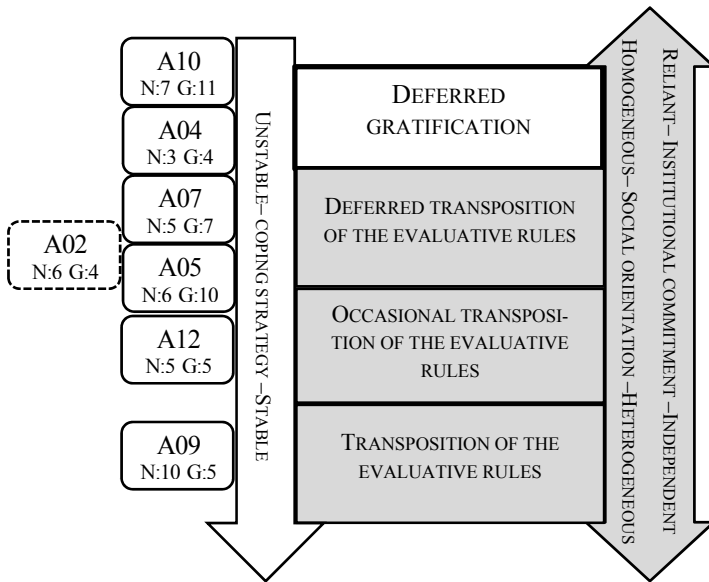 A10
N:7 G:11
A04
N:3 G:4
A07
N:5 G:7
A02
N:6 G:4
A05
N:6 G:10
A12
N:5 G:5
A09
N:10 G:5
UNSTABLE– COPING STRATEGY –STABLE
DEFERRED
GRATIFICATION
DEFERRED TRANSPOSITION
OF THE EVALUATIVE RULES
OCCASIONAL TRANSPOSI-
TION OF THE EVALUATIVE
RULES
TRANSPOSITION OF THE
EVALUATIVE RULES
RELIANT– INSTITUTIONAL COMMITMENT –INDEPENDENT
HOMOGENEOUS– SOCIAL ORIENTATION –HETEROGENEOUS